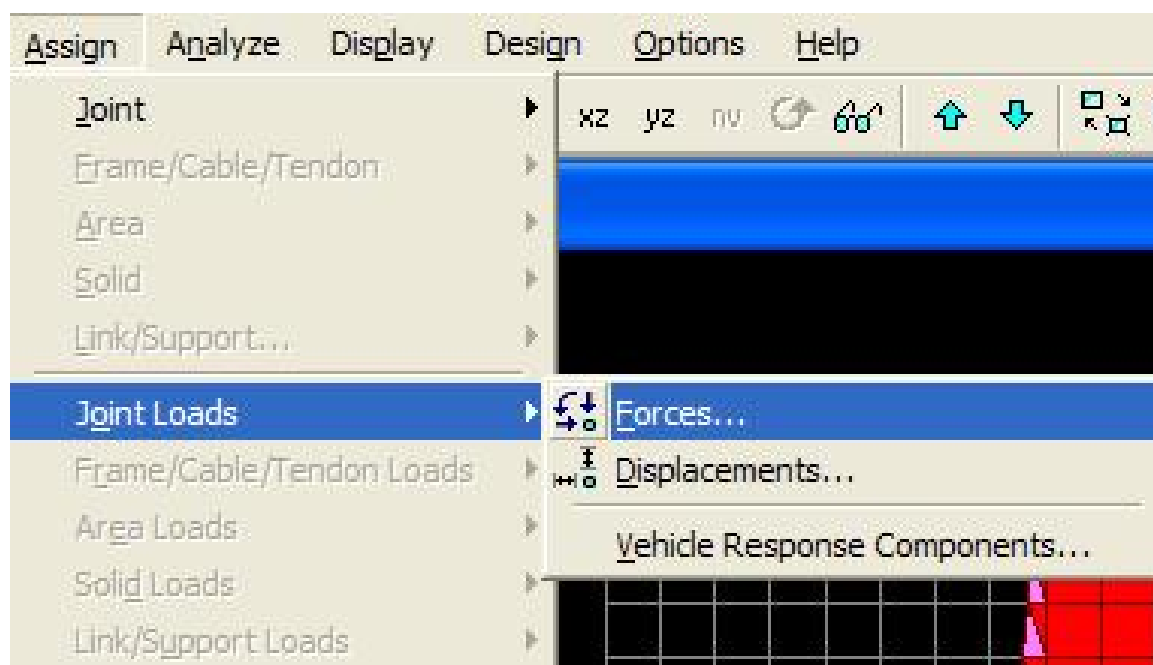 Assign Analyze Display Design Options Help
Joint
xz yz nv
Frame/Cable/Tendon
Area
Solid
Link/Support...
Joint Loads
Forces...
Frame/Cable/Tendon Loads
Displacements...
Area Loads
Vehicle Response Components...
Solid Loads
Link/Support Loads